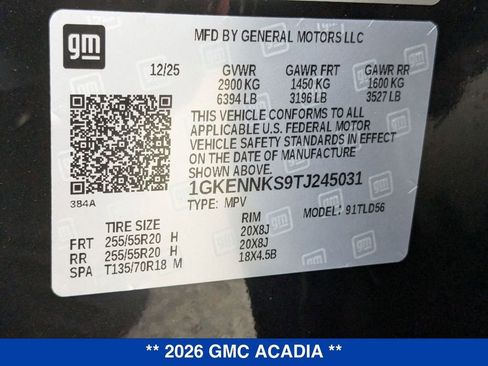 gm
MFD BY GENERAL MOTORS LLC
12/25 GVWR GAWR FRT GAWR RR
2900 KG 1450 KG 1600 KG
6394 LB 3196 LB 3527 LB
THIS VEHICLE CONFORMS TO ALL
APPLICABLE U.S. FEDERAL MOTOR
VEHICLE SAFETY STANDARDS IN EFFECT
ON THE DATE OF MANUFACTURE
SHOWN ABOVE.
1GKENNKS9TJ245031
3B4A TYPE: MPV MODEL: 91TLD56
TIRE SIZE RIM
FRT 255/55R20 H 20X8J
RR 255/55R20 H 20X8J
SPA T135/70R18 M 18X4.5B
** 2026 GMC ACADIA **